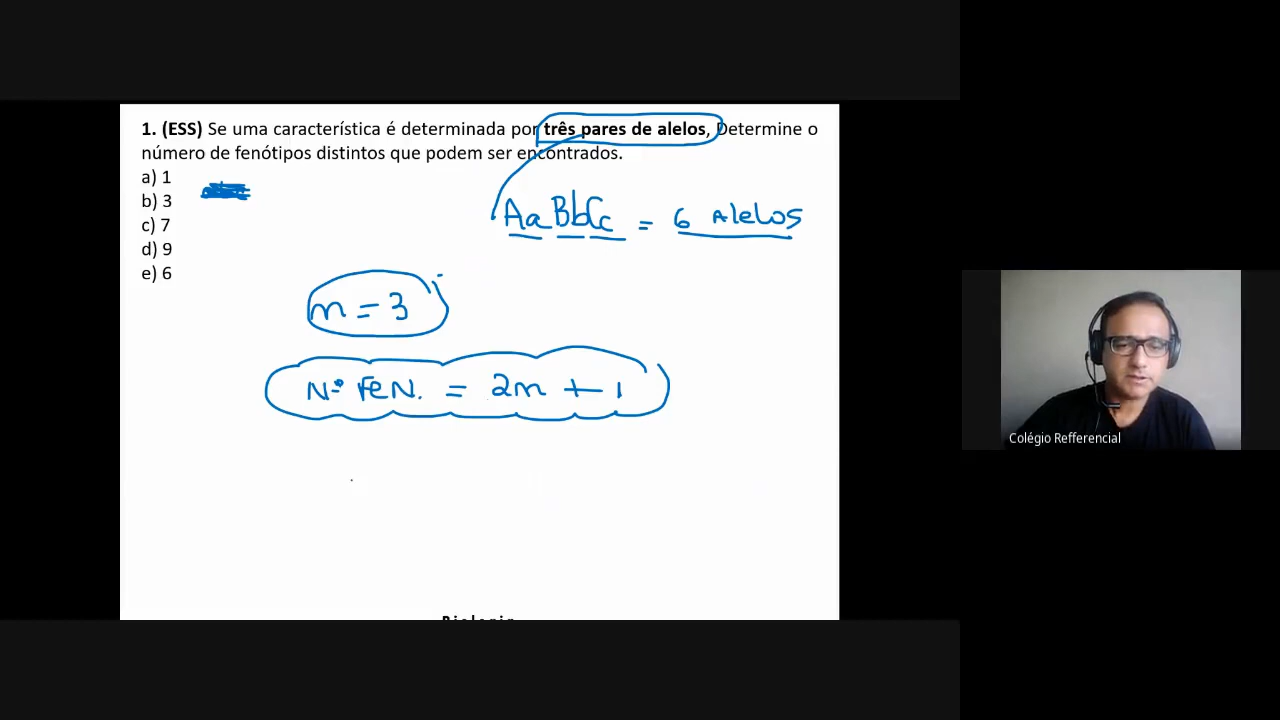 1. (ESS) Se uma característica é determinada por três pares de alelos, Determine o
número de fenótipos distintos que podem ser encontrados.
a) 1
b) 3
c) 7
d) 9
e) 6
AaBbCc = 6 Alelos
n = 3
Nº FeN. = 2n + 1
Colégio Refferencial